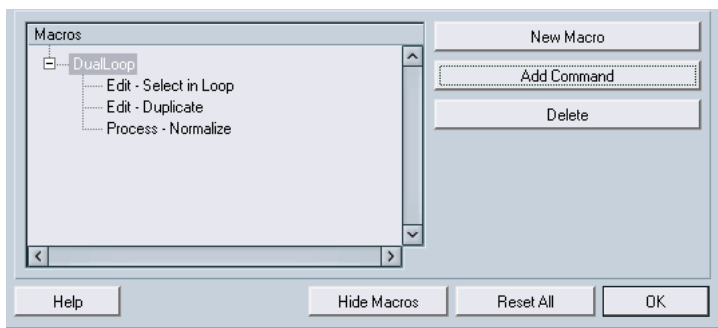 Macros
DualLoop
Edit - Select in Loop
Edit - Duplicate
Process - Normalize
New Macro
Add Command
Delete
Help
Hide Macros
Reset All
OK